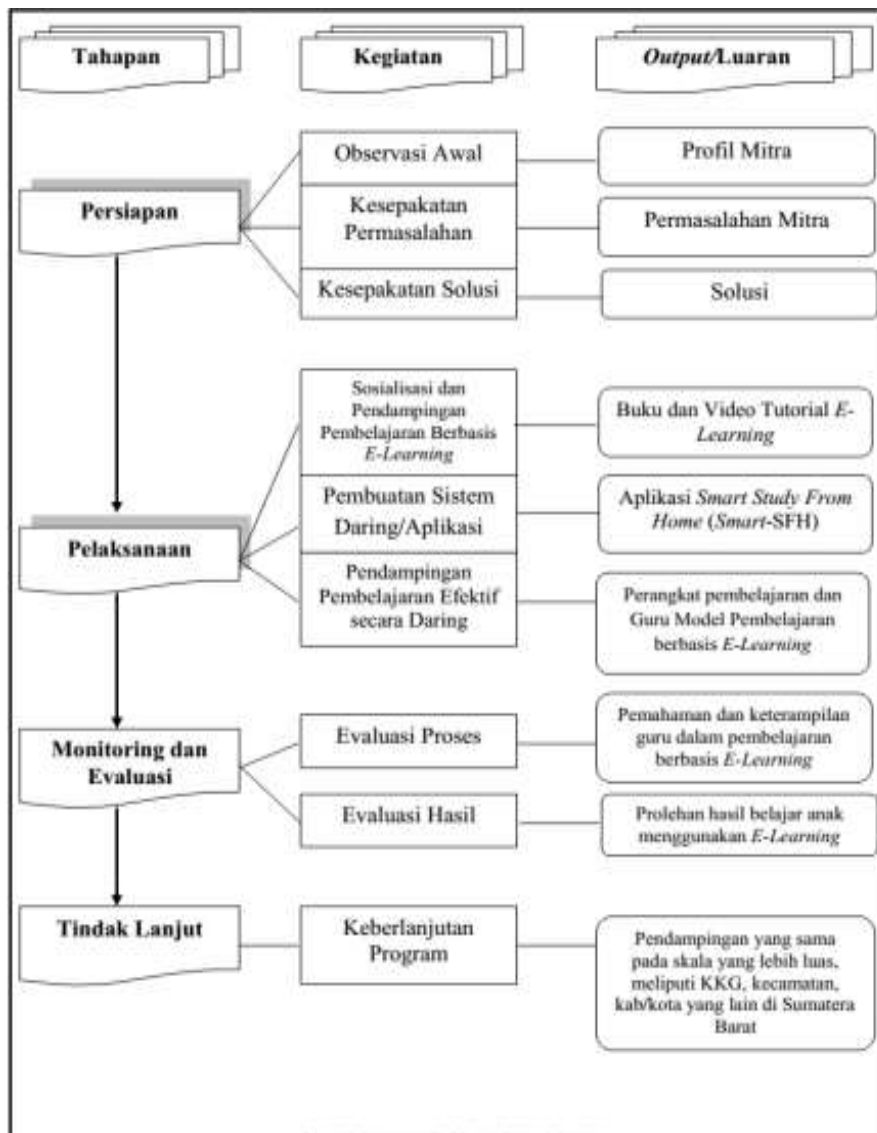 Tahapan
Kegiatan
Output/Luaran
Persiapan
Observasi Awal
Profil Mitra
Kesepakatan
Permasalahan
Permasalahan Mitra
Kesepakatan Solusi
Solusi
Pelaksanaan
Sosialisasi dan
Pendampingan
Pembelajaran Berbasis
E-Learning
Buku dan Video Tutorial E-
Learning
Pembuatan Sistem
Daring/Aplikasi
Aplikasi Smart Study From
Home (Smart-SFH)
Pendampingan
Pembelajaran Efektif
secara Daring
Perangkat pembelajaran dan
Guru Model Pembelajaran
berbasis E-Learning
Monitoring dan
Evaluasi
Evaluasi Proses
Pemahaman dan keterampilan
guru dalam pembelajaran
berbasis E-Learning
Evaluasi Hasil
Prolehan hasil belajar anak
menggunakan E-Learning
Tindak Lanjut
Keberlanjutan
Program
Pendampingan yang sama
pada skala yang lebih luas,
meliputi KKG, kecamatan,
kab/kota yang lain di Sumatera
Barat